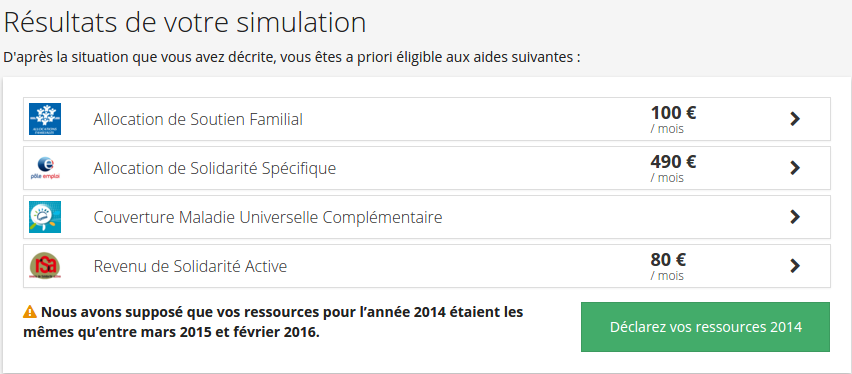 Résultats de votre simulation
D'après la situation que vous avez décrite, vous êtes a priori éligible aux aides suivantes :
ALLOCATIONS
FAMILIALES
Allocation de Soutien Familial
100 €
/ mois
pôle emploi
Allocation de Solidarité Spécifique
490 €
/ mois
Couverture Maladie Universelle Complémentaire
rSa
Revenu de Solidarité Active
80 €
/ mois
Nous avons supposé que vos ressources pour l’année 2014 étaient les
mêmes qu’entre mars 2015 et février 2016.
Déclarez vos ressources 2014